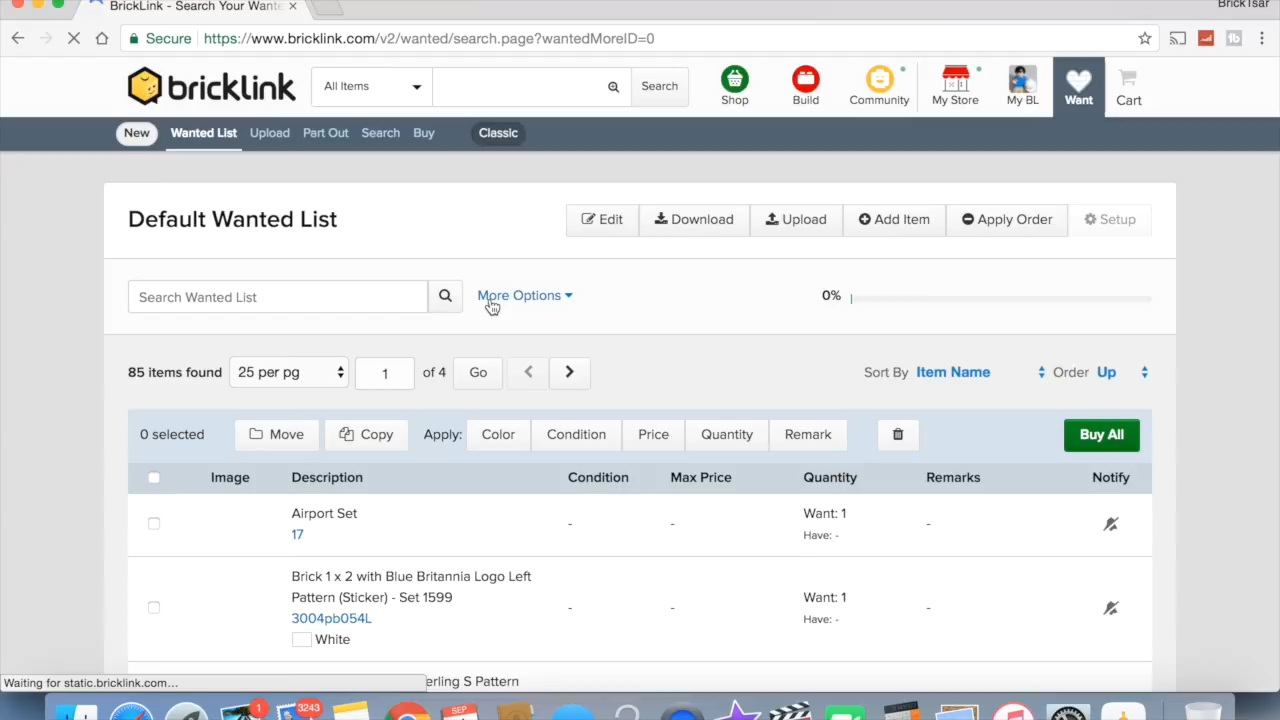 BrickLink - Search Your Wante
BrickTsar
Secure https://www.bricklink.com/v2/wanted/search.page?wantedMoreID=0
bricklink All Items Search Shop Build Community My Store My BL Want Cart
New Wanted List Upload Part Out Search Buy Classic
Default Wanted List Edit Download Upload Add Item Apply Order Setup
Search Wanted List More Options 0%
85 items found 25 per pg 1 of 4 Go Sort By Item Name Order Up
0 selected Move Copy Apply: Color Condition Price Quantity Remark Buy All
Image Description Condition Max Price Quantity Remarks Notify
Airport Set - - Want: 1 -
17 Have: -
Brick 1 x 2 with Blue Britannia Logo Left
Pattern (Sticker) - Set 1599 - - Want: 1 -
3004pb054L Have: -
White
Waiting for static.bricklink.com... erling S Pattern
1 3243 SEP